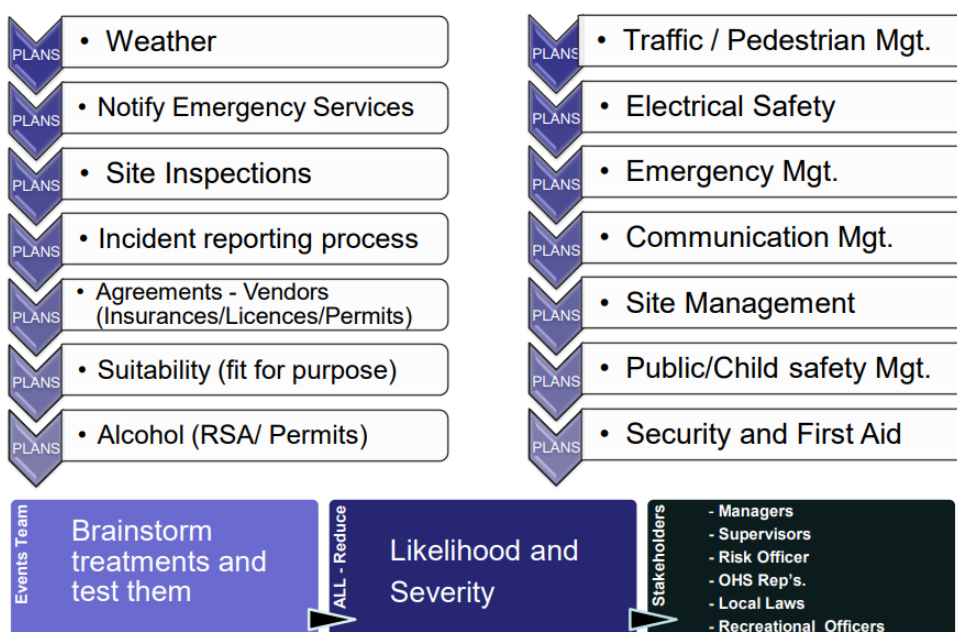 PLANS
• Weather
PLANS
• Notify Emergency Services
PLANS
• Site Inspections
PLANS
• Incident reporting process
PLANS
• Agreements - Vendors
(Insurances/Licences/Permits)
PLANS
• Suitability (fit for purpose)
PLANS
• Alcohol (RSA/ Permits)
PLANS
• Traffic / Pedestrian Mgt.
PLANS
• Electrical Safety
PLANS
• Emergency Mgt.
PLANS
• Communication Mgt.
PLANS
• Site Management
PLANS
• Public/Child safety Mgt.
PLANS
• Security and First Aid
Events Team
Brainstorm
treatments and
test them
ALL - Reduce
Likelihood and
Severity
Stakeholders
- Managers
- Supervisors
- Risk Officer
- OHS Rep's.
- Local Laws
- Recreational Officers